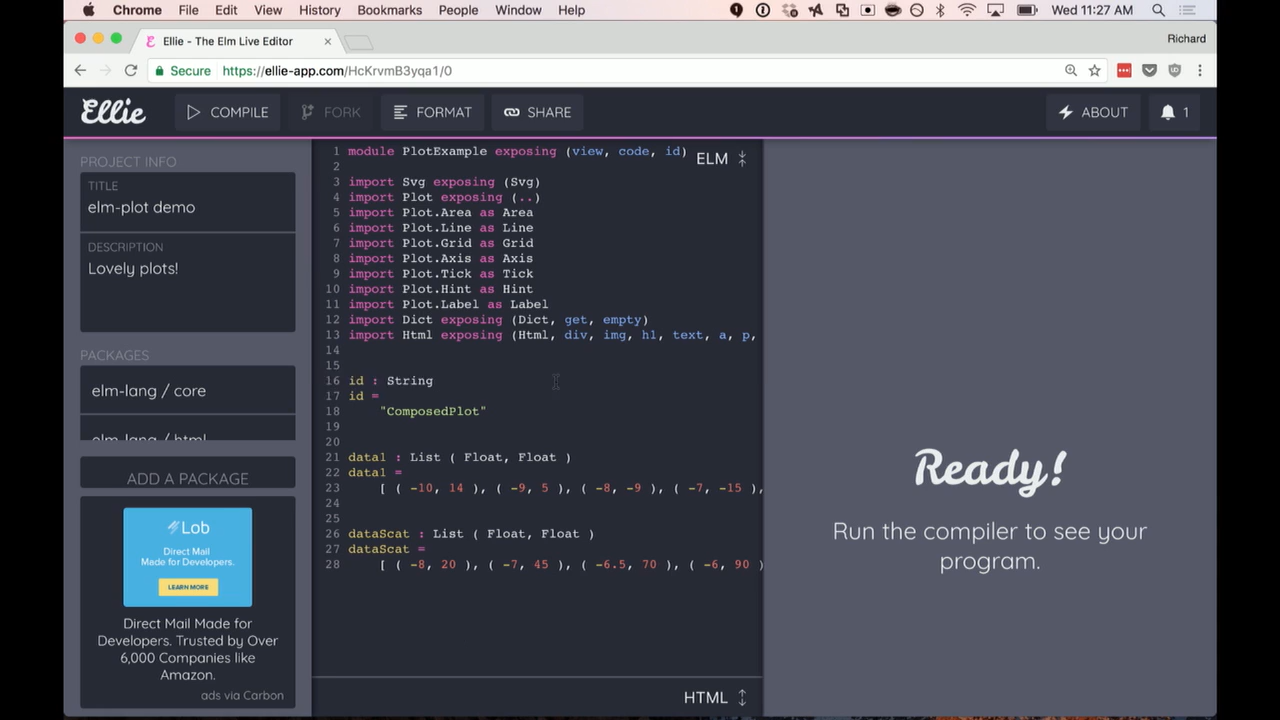 Chrome File Edit View History Bookmarks People Window Help Wed 11:27 AM
Ellie - The Elm Live Editor Richard
Secure https://ellie-app.com/HcKrvmB3yqa1/0
Ellie COMPILE FORK FORMAT SHARE ABOUT 1
PROJECT INFO
TITLE
elm-plot demo
DESCRIPTION
Lovely plots!
PACKAGES
elm-lang / core
elm-lang / html
ADD A PACKAGE
Lob
Direct Mail
Made for Developers.
LEARN MORE
Direct Mail Made for
Developers. Trusted by Over
6,000 Companies like
Amazon.
ads via Carbon
ELM
1 module PlotExample exposing (view, code, id)
2
3 import Svg exposing (Svg)
4 import Plot exposing (..)
5 import Plot.Area as Area
6 import Plot.Line as Line
7 import Plot.Grid as Grid
8 import Plot.Axis as Axis
9 import Plot.Tick as Tick
10 import Plot.Hint as Hint
11 import Plot.Label as Label
12 import Dict exposing (Dict, get, empty)
13 import Html exposing (Html, div, img, h1, text, a, p,
14
15
16 id : String
17 id =
18 "ComposedPlot"
19
20
21 data1 : List ( Float, Float )
22 data1 =
23 [ ( -10, 14 ), ( -9, 5 ), ( -8, -9 ), ( -7, -15 ),
24
25
26 dataScat : List ( Float, Float )
27 dataScat =
28 [ ( -8, 20 ), ( -7, 45 ), ( -6.5, 70 ), ( -6, 90 )
HTML
Ready!
Run the compiler to see your
program.